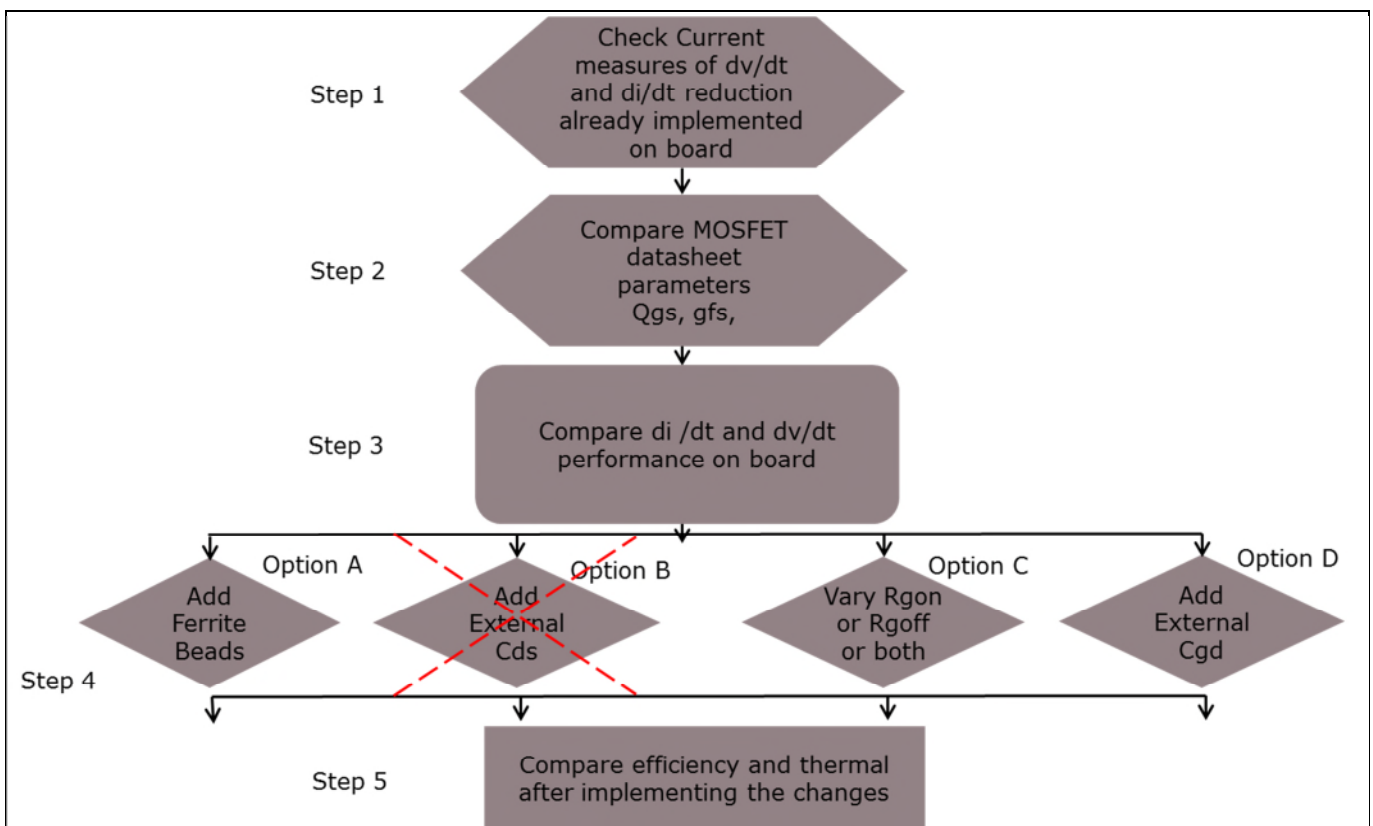 Check Current
measures of dv/dt
and di/dt reduction
already implemented
on board
Step 1
Compare MOSFET
datasheet
parameters
Qgs, gfs,
Step 2
Compare di /dt and dv/dt
performance on board
Step 3
Option A
Add
Ferrite
Beads
Option B
Add
External
Cds
Option C
Vary Rgon
or Rgoff
or both
Option D
Add
External
Cgd
Step 4
Step 5
Compare efficiency and thermal
after implementing the changes